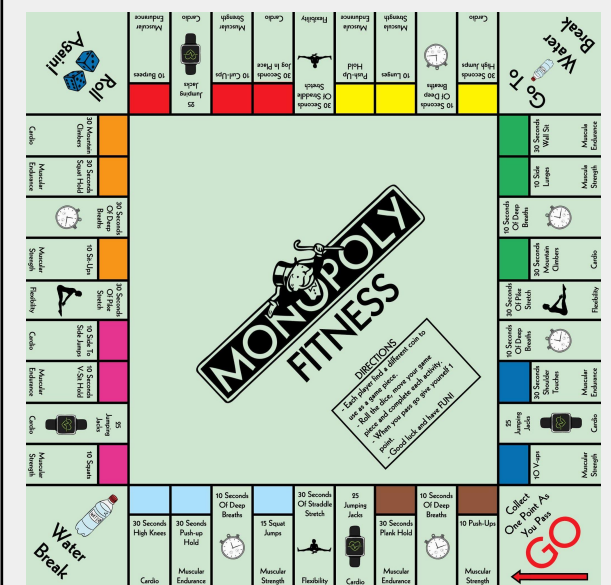 Roll
Again!
10 Burpees
Muscular
Endurance
25
Jumping
Jacks
Cardio
10 Curl-Ups
Muscular
Strength
30 Seconds
Jog In Place
Cardio
30 Seconds
Of Straddle
Stretch
Flexibility
Push-Up
Hold
Muscular
Endurance
10 Lunges
Muscular
Strength
10 Seconds
Of Deep
Breaths
30 Seconds
High Jumps
Cardio
Go To
Water
Break
30 Mountain
Climbers
Cardio
30 Seconds
Squat Hold
Muscular
Endurance
30 Seconds
Of Deep
Breaths
10 Sit-Ups
Muscular
Strength
30 Seconds
Of Pike
Stretch
Flexibility
10 Side To
Side Jumps
Cardio
10 Seconds
V-Sit Hold
Muscular
Endurance
25
Jumping
Jacks
Cardio
10 Squats
Muscular
Strength
MONOPOLY
FITNESS
DIRECTIONS
- Each player find a different coin to
use as a game piece.
- Roll the dice, move your game
piece and complete each activity.
- When you pass go give yourself 1
point.
- Good luck and have FUN!
30 Seconds
Wall Sit
Muscular
Endurance
10 Side
Lunges
Muscular
Strength
10 Seconds
Of Deep
Breaths
30 Seconds
Mountain
Climbers
Cardio
30 Seconds
Of Pike
Stretch
Flexibility
10 Seconds
Of Deep
Breaths
30 Seconds
Shoulder
Touches
Muscular
Endurance
25
Jumping
Jacks
Cardio
10 V-ups
Muscular
Strength
Water
Break
30 Seconds
High Knees
Cardio
30 Seconds
Push-up
Hold
Muscular
Endurance
10 Seconds
Of Deep
Breaths
15 Squat
Jumps
Muscular
Strength
30 Seconds
Of Straddle
Stretch
Flexibility
25
Jumping
Jacks
Cardio
30 Seconds
Plank Hold
Muscular
Endurance
10 Seconds
Of Deep
Breaths
10 Push-Ups
Muscular
Strength
Collect
One Point As
You Pass
GO